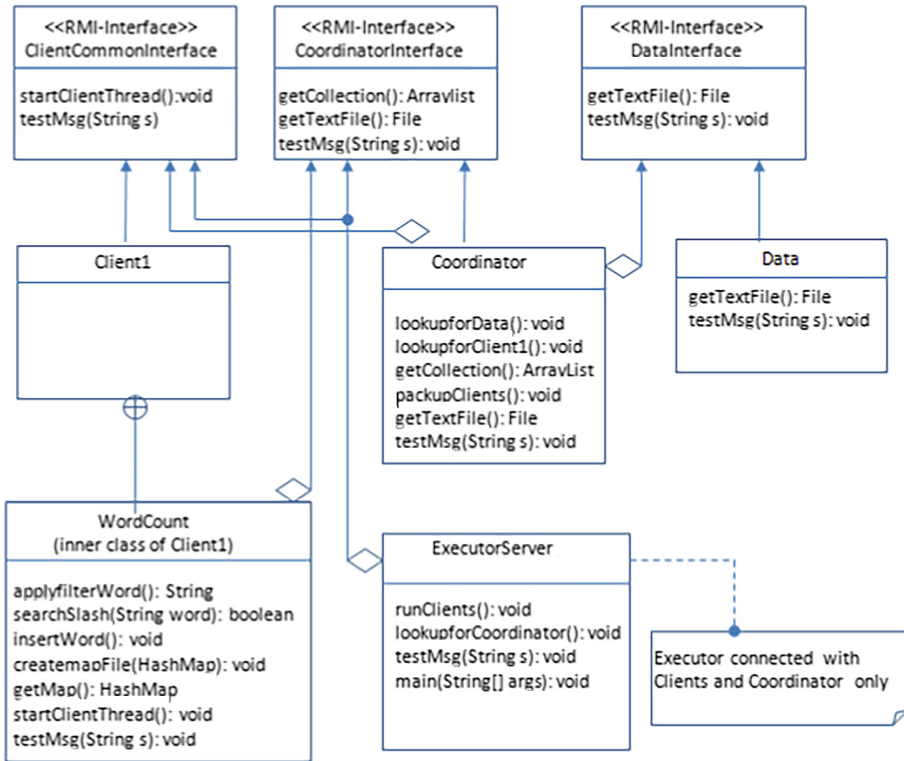 <<RMI-Interface>>
ClientCommonInterface
startClientThread():void
testMsg(String s)
<<RMI-Interface>>
CoordinatorInterface
getCollection(): Arraylist
getTextFile(): File
testMsg(String s): void
<<RMI-Interface>>
DataInterface
getTextFile(): File
testMsg(String s): void
Client1
Coordinator
lookupforData(): void
lookupforClient1(): void
getCollection(): ArrayList
packupClients(): void
getTextFile(): File
testMsg(String s): void
Data
getTextFile(): File
testMsg(String s): void
WordCount
(inner class of Client1)
applyfilterWord(): String
searchSlash(String word): boolean
insertWord(): void
createmapFile(HashMap): void
getMap(): HashMap
startClientThread(): void
testMsg(String s): void
ExecutorServer
runClients(): void
lookupforCoordinator(): void
testMsg(String s): void
main(String[] args): void
Executor connected with
Clients and Coordinator only